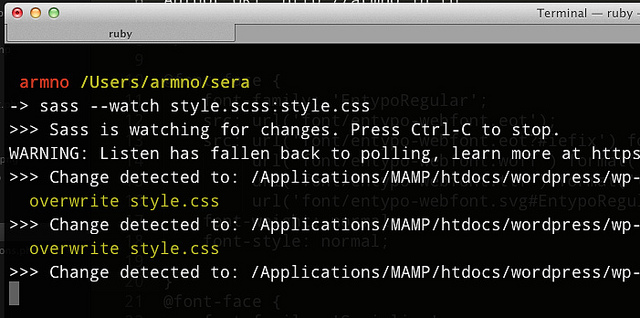 Terminal — ruby –
ruby
armno /Users/armno/sera
-> sass --watch style.scss:style.css
>>> Sass is watching for changes. Press Ctrl-C to stop.
WARNING: Listen has fallen back to polling, learn more at https
>>> Change detected to: /Applications/MAMP/htdocs/wordpress/wp-
overwrite style.css
>>> Change detected to: /Applications/MAMP/htdocs/wordpress/wp-
overwrite style.css
>>> Change detected to: /Applications/MAMP/htdocs/wordpress/wp-
@font-face {